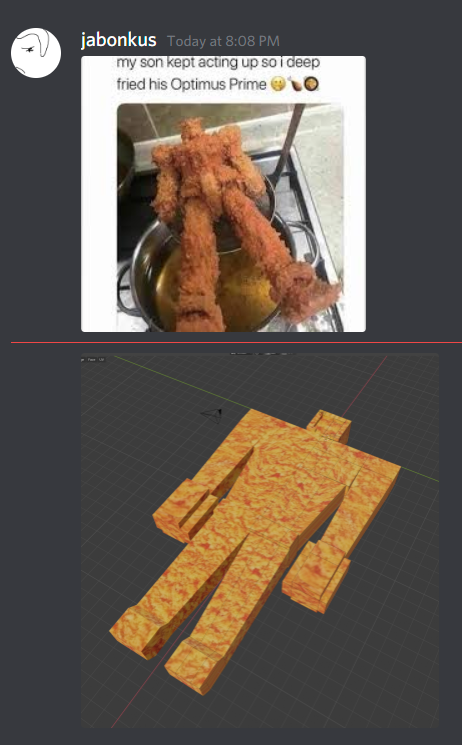 jabonkus Today at 8:08 PM
my son kept acting up so i deep
fried his Optimus Prime 🤫🍗🥘